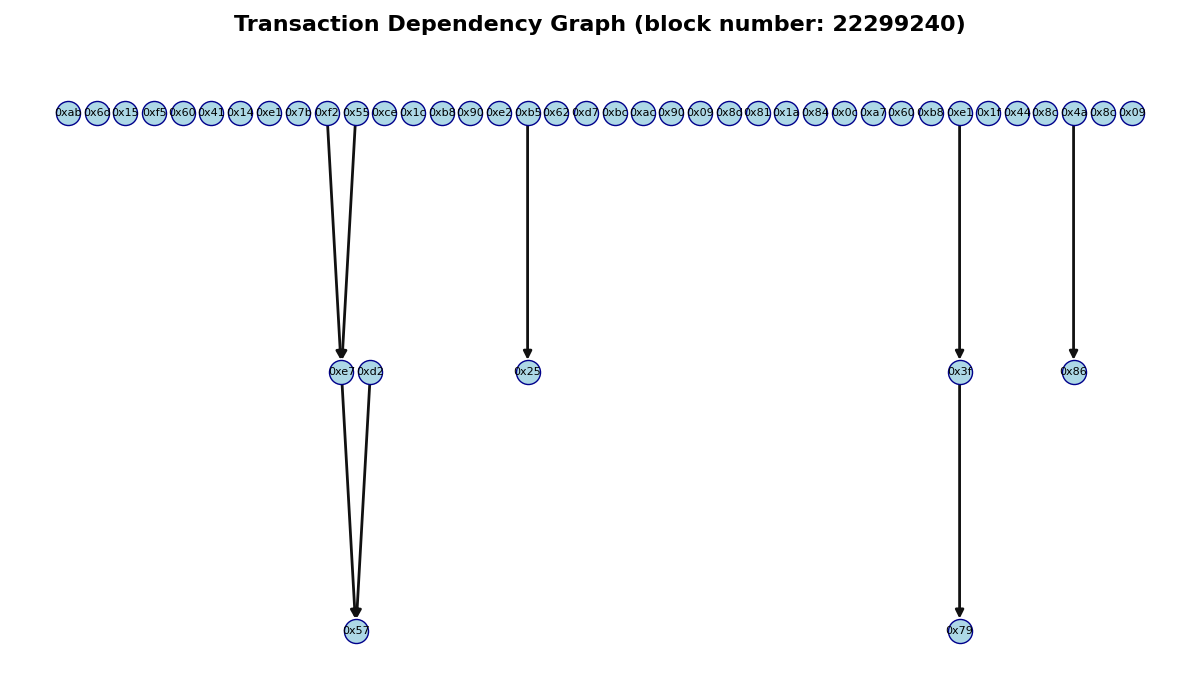 Transaction Dependency Graph (block number: 22299240)
0xab 0x6d 0x15 0xf5 0x60 0x41 0x14 0xe1 0x7b 0xf2 0x55 0xce 0x1c 0xb8 0x90 0xe2 0xb5 0x62 0xd7 0xbc 0xac 0x90 0x09 0x8d 0x81 0x1a 0x84 0x0c 0xa7 0x60 0xb8 0xe1 0x1f 0x44 0x8c 0x4a 0x8c 0x09
0xe7 0xd2 0x25 0x3f 0x86
0x57 0x79